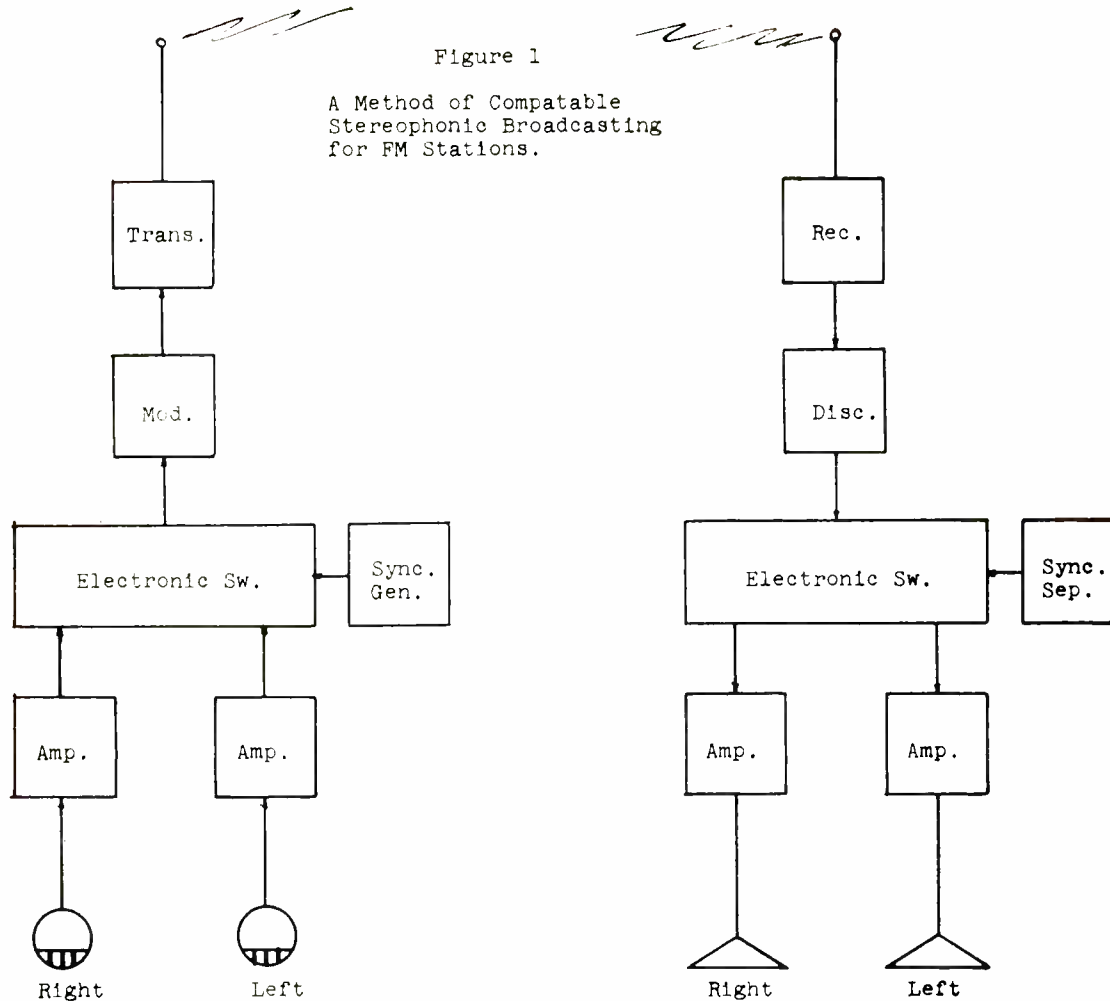 Figure 1
A Method of Compatable
Stereophonic Broadcasting
for FM Stations.
Trans.
Mod.
Electronic Sw.
Sync.
Gen.
Amp.
Amp.
Right
Left
Rec.
Disc.
Electronic Sw.
Sync.
Sep.
Amp.
Amp.
Right
Left